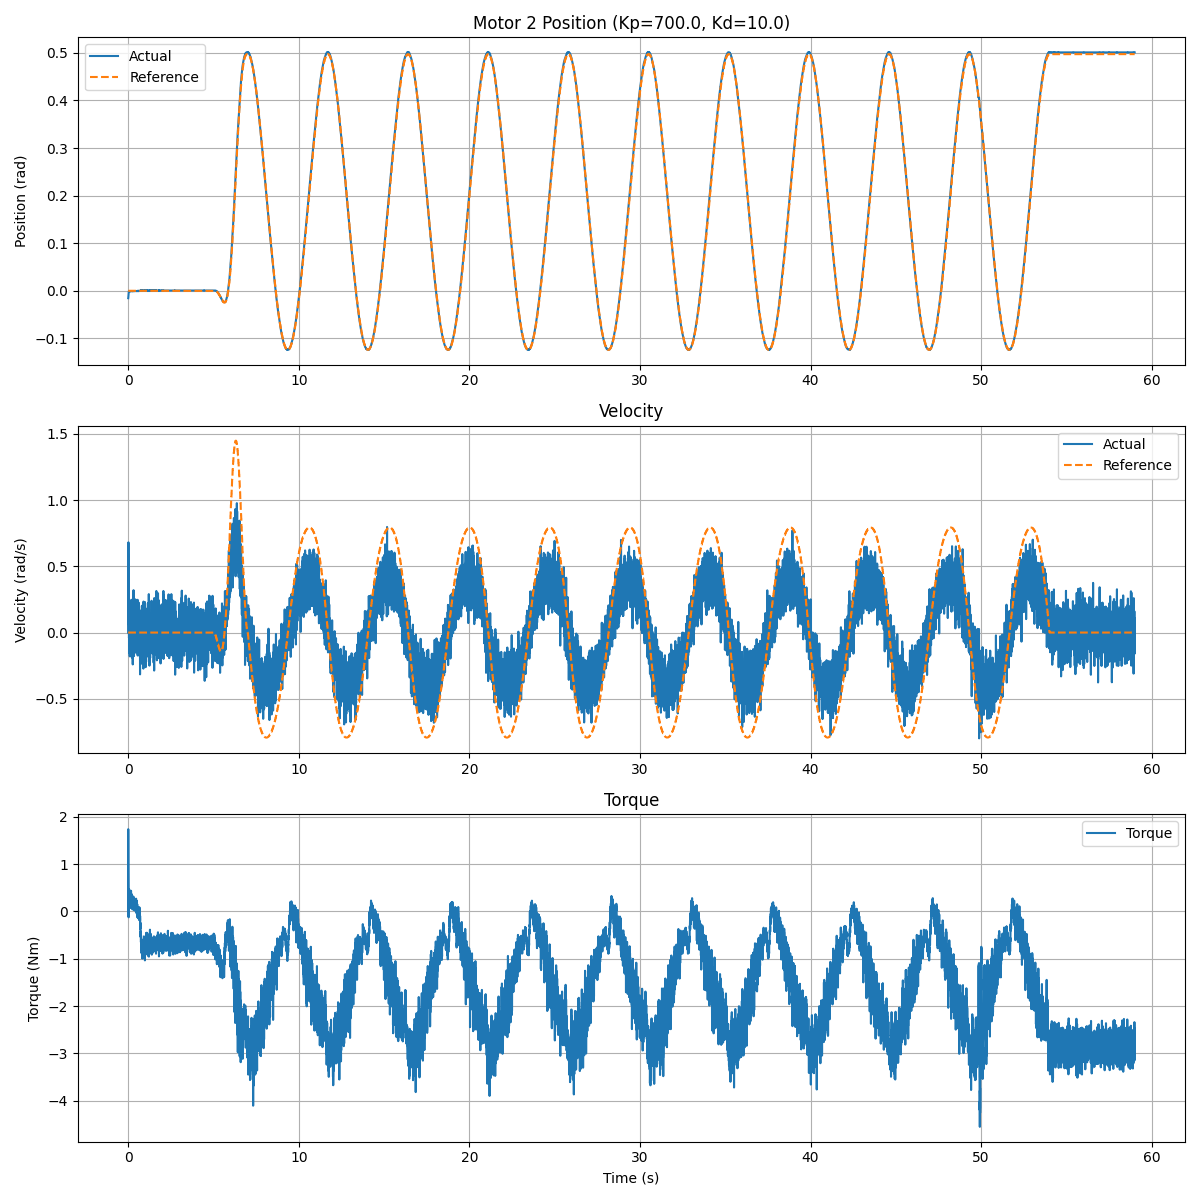 Motor 2 Position (Kp=700.0, Kd=10.0)
Actual
Reference
Position (rad)
0.5
0.4
0.3
0.2
0.1
0.0
−0.1
0 10 20 30 40 50 60
Velocity
Actual
Reference
Velocity (rad/s)
1.5
1.0
0.5
0.0
−0.5
0 10 20 30 40 50 60
Torque
Torque
Torque (Nm)
2
1
0
−1
−2
−3
−4
0 10 20 30 40 50 60
Time (s)